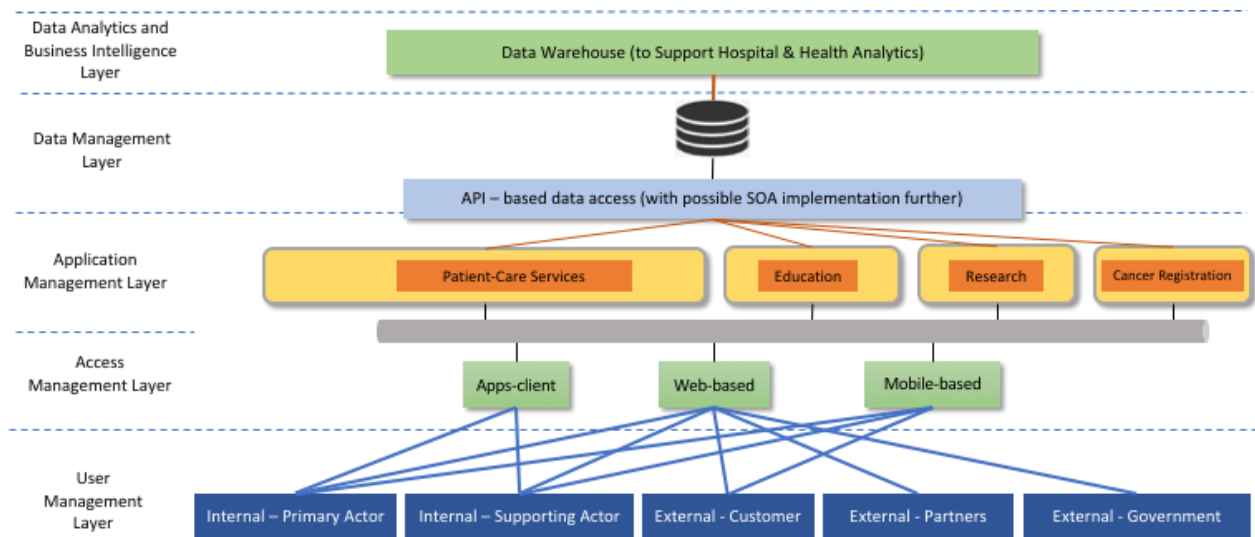 Data Analytics and
Business Intelligence
Layer
Data Warehouse (to Support Hospital & Health Analytics)
Data Management
Layer
API – based data access (with possible SOA implementation further)
Application
Management Layer
Patient-Care Services
Education
Research
Cancer Registration
Access
Management Layer
Apps-client
Web-based
Mobile-based
User
Management
Layer
Internal – Primary Actor
Internal – Supporting Actor
External - Customer
External - Partners
External - Government